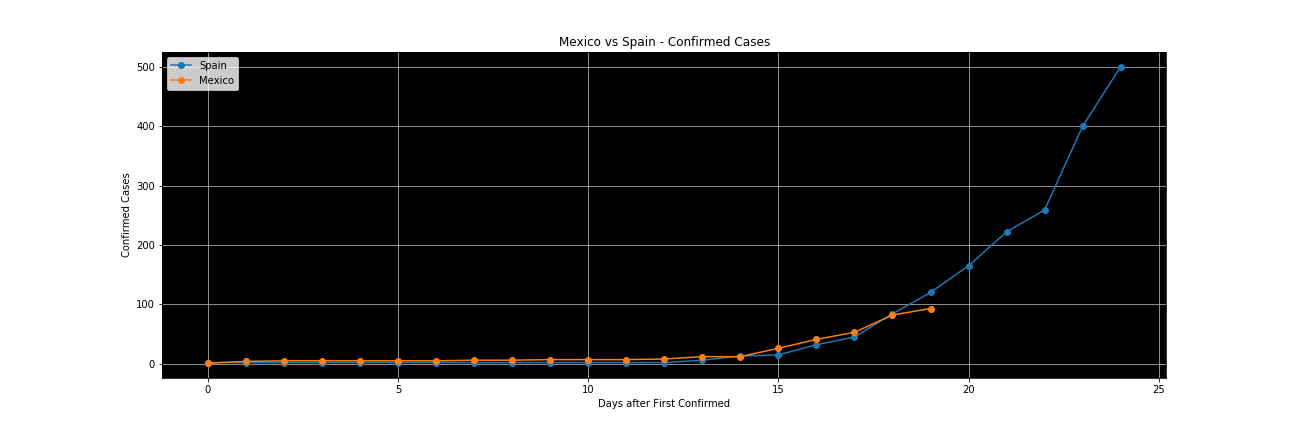 Mexico vs Spain - Confirmed Cases
Spain
Mexico
500
400
300
200
100
0
Confirmed Cases
0 5 10 15 20 25
Days after First Confirmed